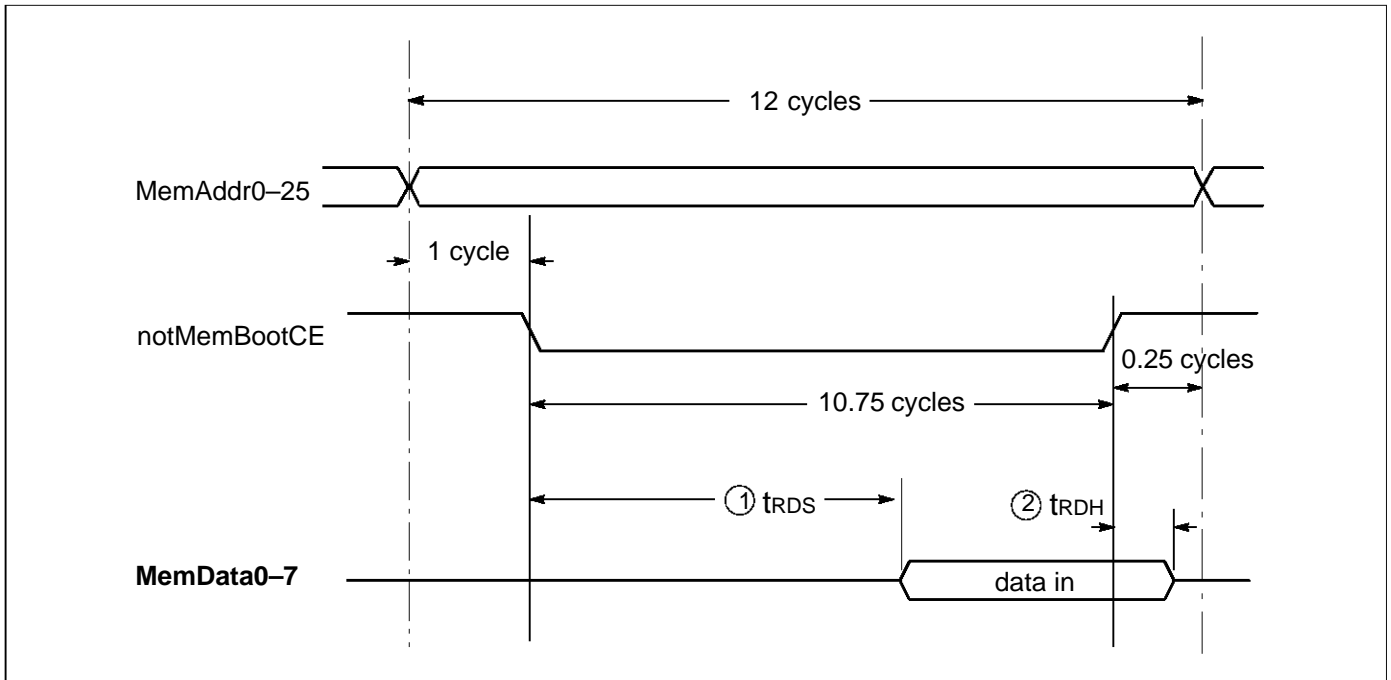 12 cycles
MemAddr0–25
1 cycle
notMemBootCE
0.25 cycles
10.75 cycles
1 tRDS
2 tRDH
MemData0–7
data in